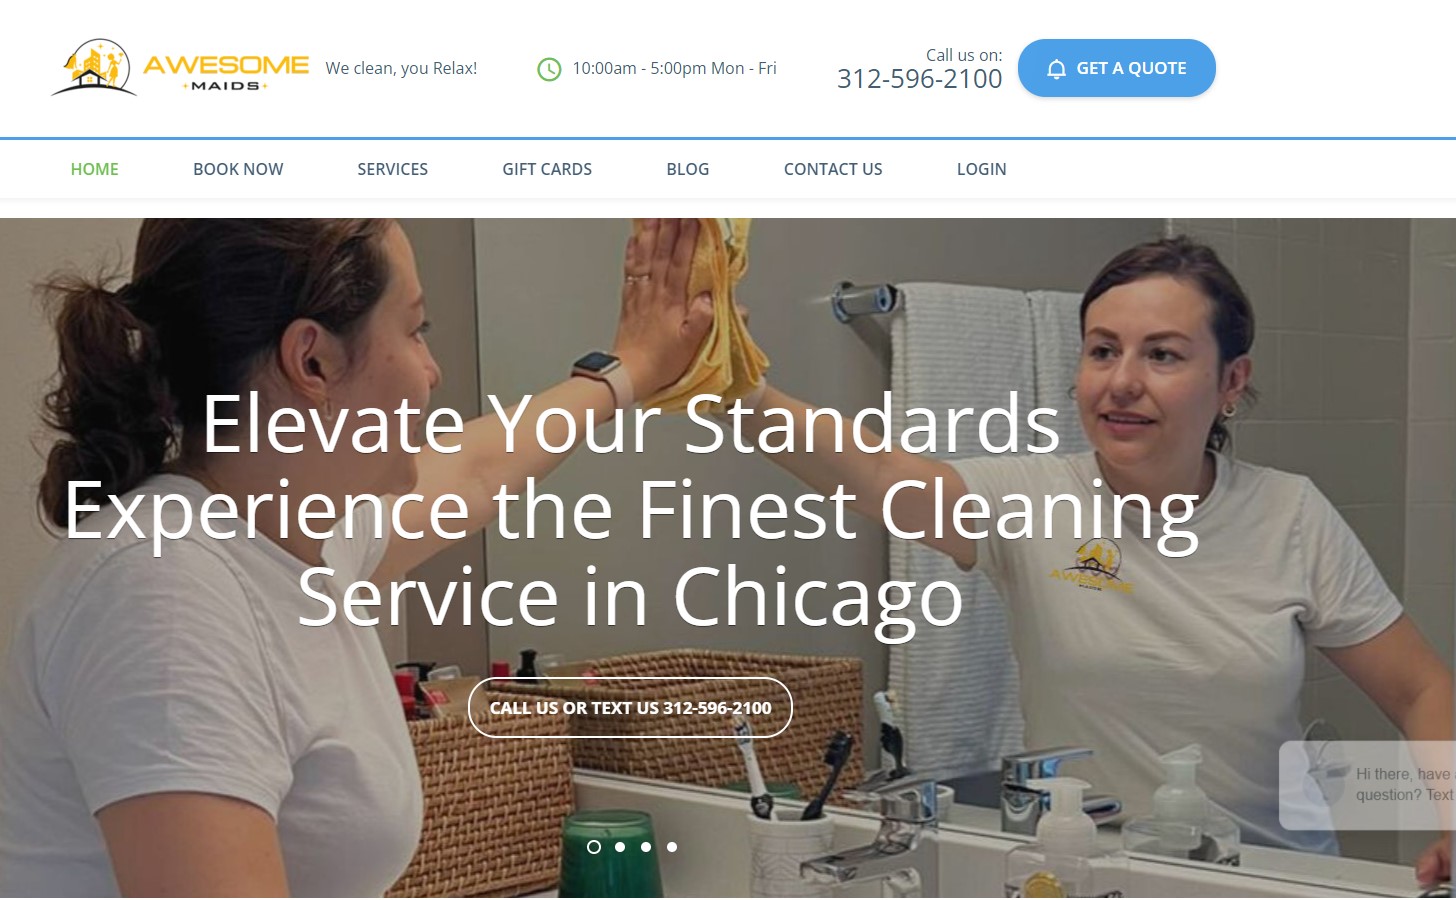 AWESOME
MAIDS
We clean, you Relax!
10:00am - 5:00pm Mon - Fri
Call us on:
312-596-2100
GET A QUOTE
HOME
BOOK NOW
SERVICES
GIFT CARDS
BLOG
CONTACT US
LOGIN
Elevate Your Standards
Experience the Finest Cleaning
Service in Chicago
AWESOME
MAIDS
CALL US OR TEXT US 312-596-2100
Hi there, have
question? Text